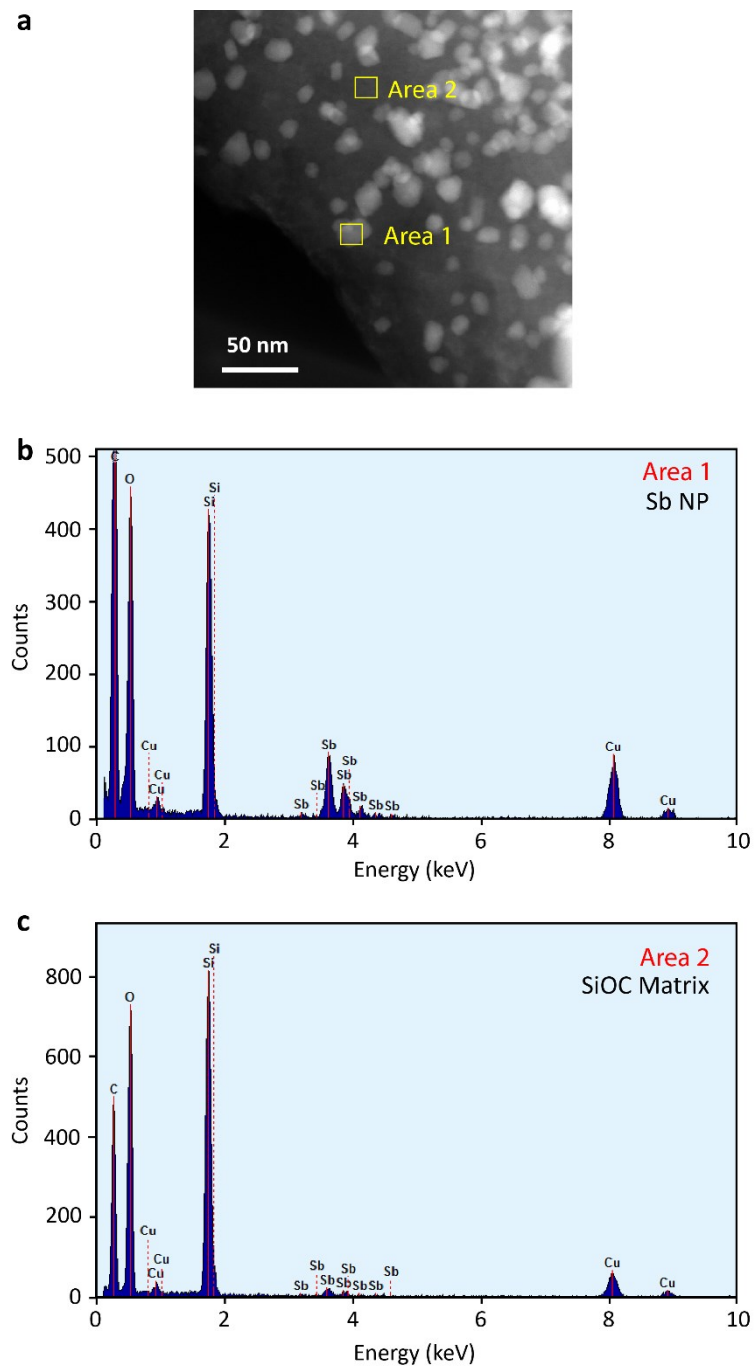 a
Area 2
Area 1
50 nm
b
500
400
300
200
100
0
Counts
C
O
Si
Si
Cu
Cu
Cu
Sb
Sb
Sb
Sb
Sb
Sb
Sb
Sb
Cu
Cu
Area 1
Sb NP
0 2 4 6 8 10
Energy (keV)
c
800
600
400
200
0
Counts
C
O
Si
Si
Cu
Cu
Cu
Sb
Sb
Sb
Sb
Sb
Sb
Sb
Sb
Cu
Cu
Area 2
SiOC Matrix
0 2 4 6 8 10
Energy (keV)